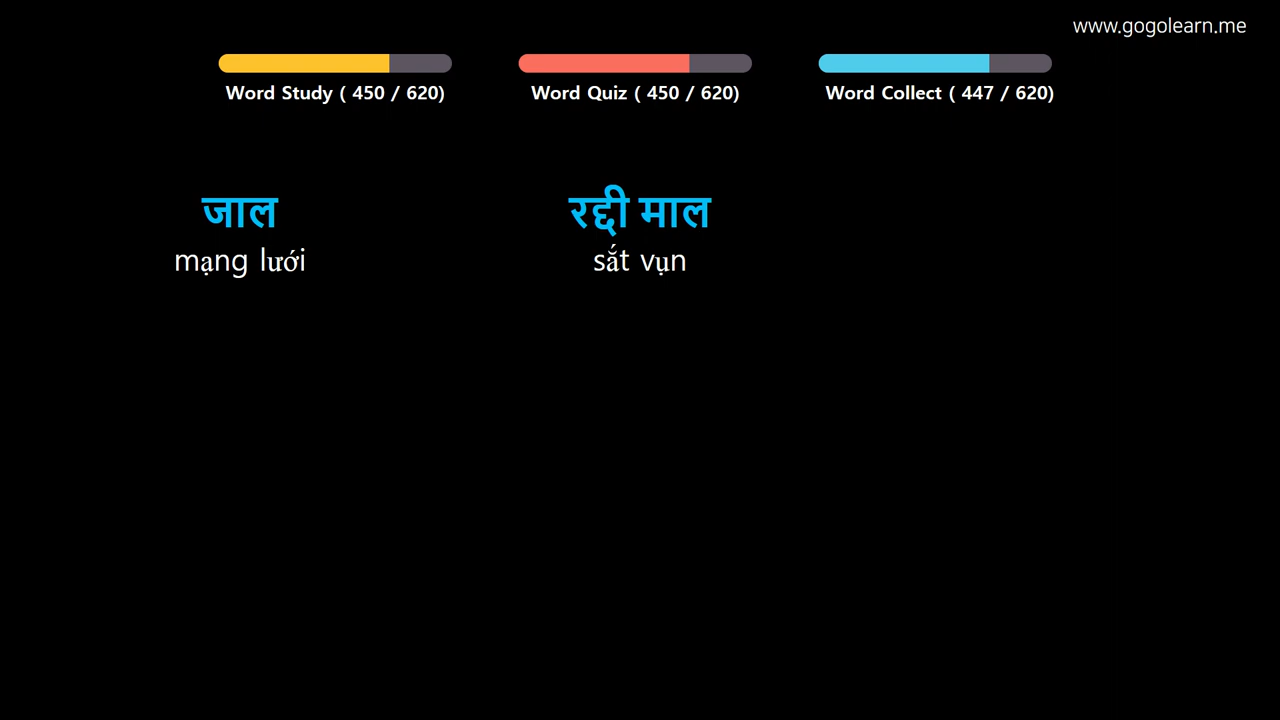 www.gogolearn.me
Word Study ( 450 / 620)
Word Quiz ( 450 / 620)
Word Collect ( 447 / 620)
जाल
mạng lưới
रद्दी माल
sắt vụn